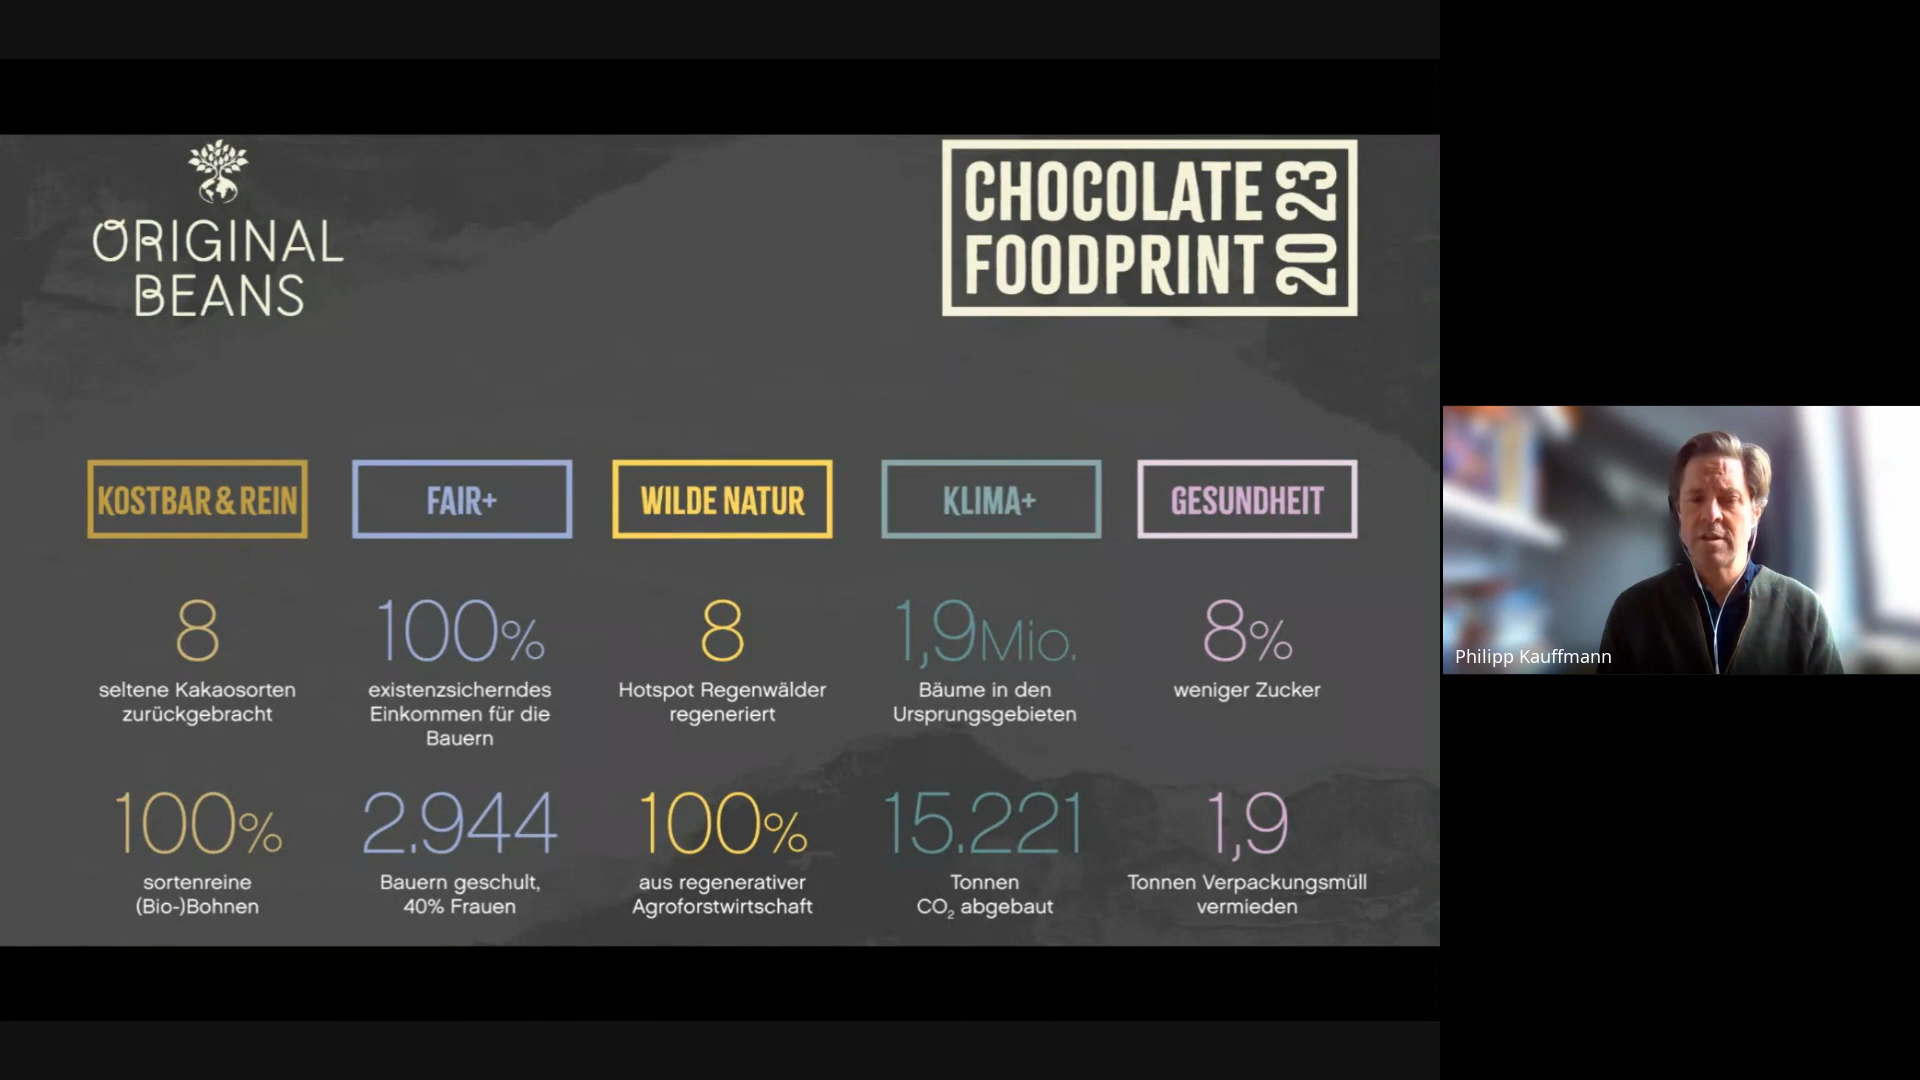 ORIGINAL
BEANS
CHOCOLATE
FOODPRINT
2023
KOSTBAR & REIN
8
seltene Kakaosorten
zurückgebracht
100%
sortenreine
(Bio-)Bohnen
FAIR+
100%
existenzsicherndes
Einkommen für die
Bauern
2.944
Bauern geschult,
40% Frauen
WILDE NATUR
8
Hotspot Regenwälder
regeneriert
100%
aus regenerativer
Agroforstwirtschaft
KLIMA+
1,9 Mio.
Bäume in den
Ursprungsgebieten
15.221
Tonnen
CO₂ abgebaut
GESUNDHEIT
8%
weniger Zucker
1,9
Tonnen Verpackungsmüll
vermieden
Philipp Kauffmann